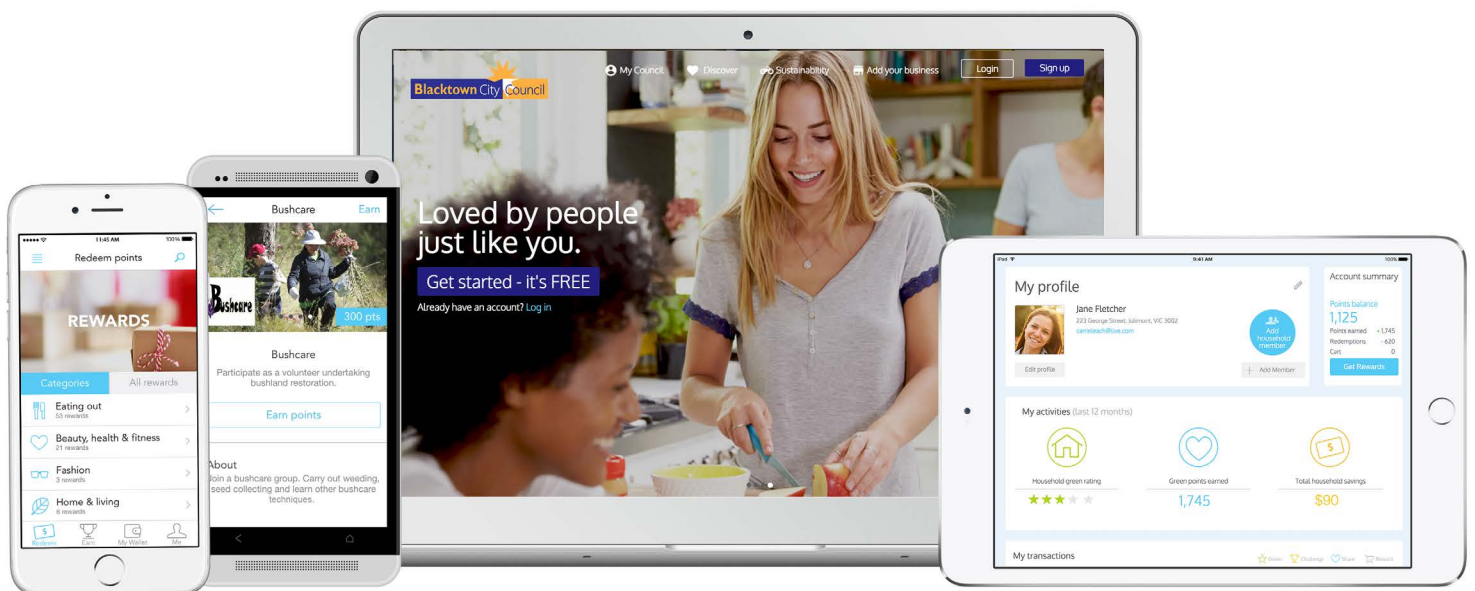 11:45 AM
100%
Redeem points
REWARDS
Categories
All rewards
Eating out
53 rewards
Beauty, health & fitness
21 rewards
Fashion
3 rewards
Home & living
6 rewards
Redeem
Earn
My Wallet
Me
Bushcare
Earn
Bushcare
300 pts
Bushcare
Participate as a volunteer undertaking
bushland restoration.
Earn points
About
Join a bushcare group. Carry out weeding,
seed collecting and learn other bushcare
techniques.
Blacktown City Council
My Council
Discover
Sustainability
Add your business
Login
Sign up
Loved by people
just like you.
Get started - it's FREE
Already have an account? Log in
iPad
9:41 AM
100%
My profile
Jane Fletcher
223 George Street, Jolimont, VIC 3002
carrieleach@live.com
Edit profile
Add
household
member
+ Add Member
Account summary
Points balance
1,125
Points earned + 1,745
Redemptions - 620
Cart 0
Get Rewards
My activities (last 12 months)
Household green rating
Green points earned
1,745
Total household savings
$90
My transactions
Challenge
Share
Reward